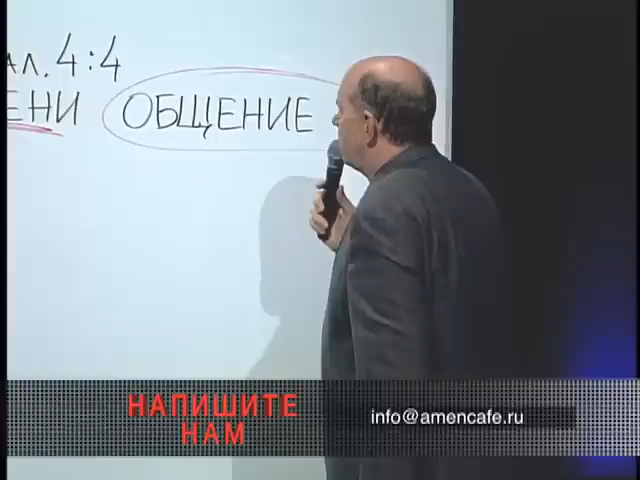 ал. 4:4
ЕНИ ОБЩЕНИЕ
НАПИШИТЕ
НАМ
info@amencafe.ru